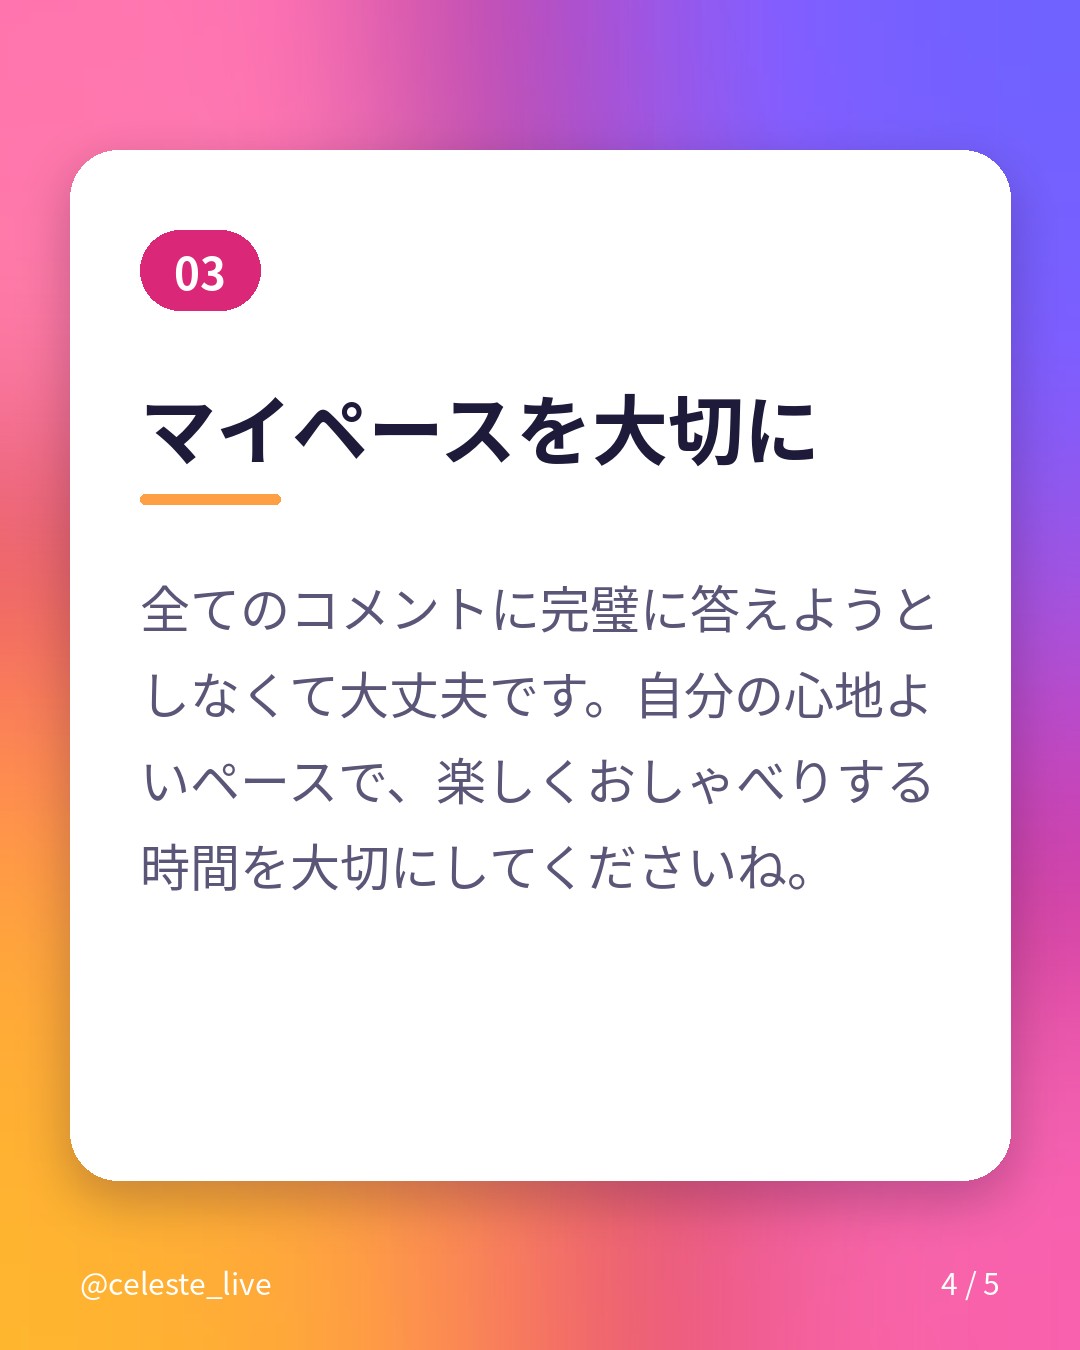 03
マイペースを大切に
全てのコメントに完璧に答えようと
しなくて大丈夫です。自分の心地よ
いペースで、楽しくおしゃべりする
時間を大切にしてくださいね。
@celeste_live
4 / 5